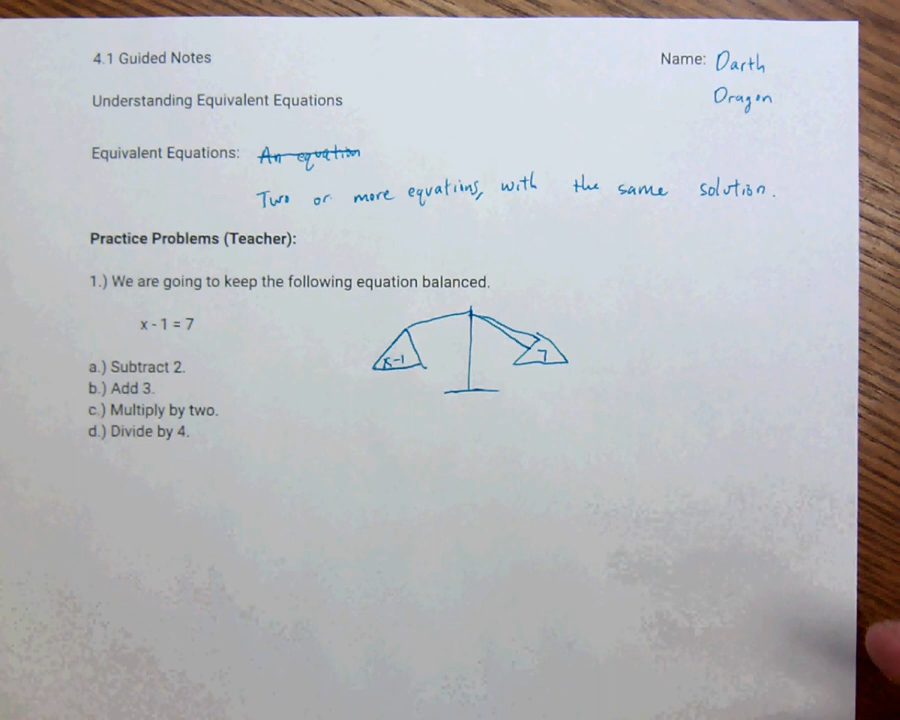 4.1 Guided Notes Name: Darth
Dragon
Understanding Equivalent Equations
Equivalent Equations: An equation
Two or more equations, with the same solution.
Practice Problems (Teacher):
1.) We are going to keep the following equation balanced.
x - 1 = 7
x-1 7
a.) Subtract 2.
b.) Add 3.
c.) Multiply by two.
d.) Divide by 4.